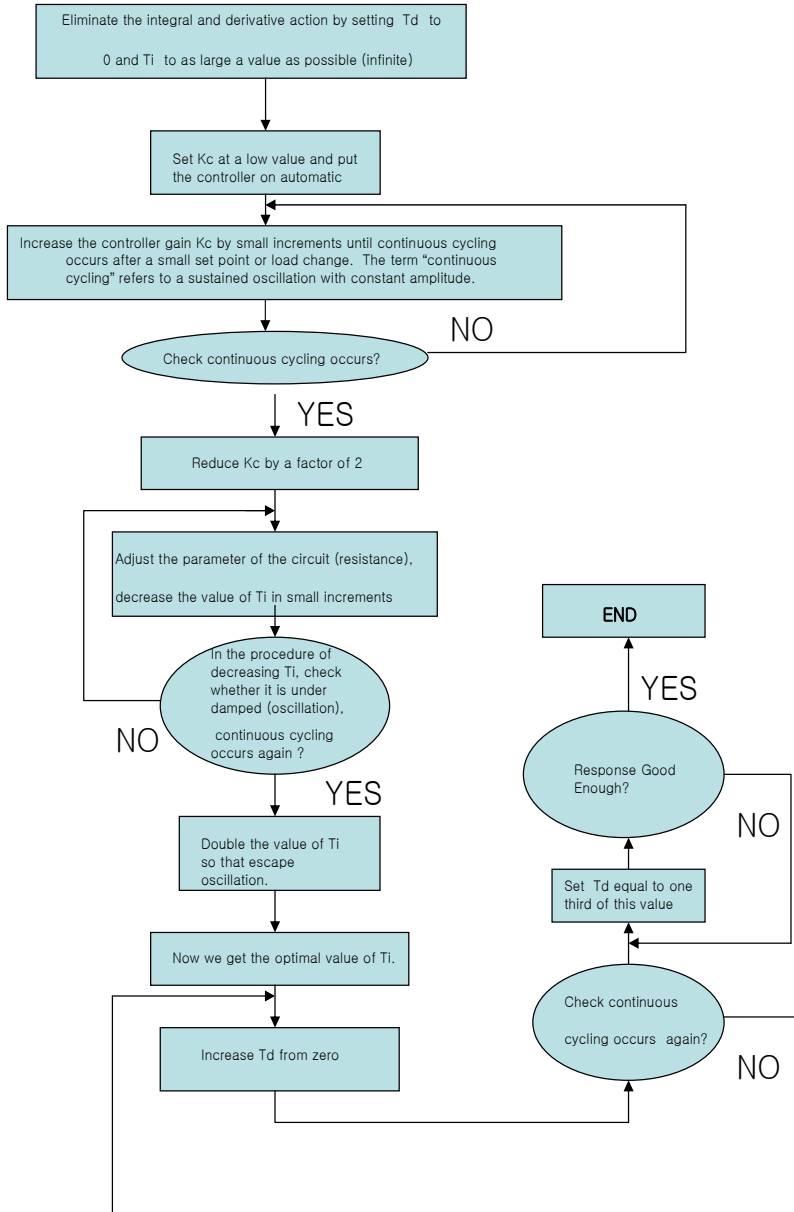 Eliminate the integral and derivative action by setting Td to
0 and Ti to as large a value as possible (infinite)
Set Kc at a low value and put
the controller on automatic
Increase the controller gain Kc by small increments until continuous cycling
occurs after a small set point or load change. The term “continuous
cycling” refers to a sustained oscillation with constant amplitude.
Check continuous cycling occurs?
NO
YES
Reduce Kc by a factor of 2
Adjust the parameter of the circuit (resistance),
decrease the value of Ti in small increments
In the procedure of
decreasing Ti, check
whether it is under
damped (oscillation),
continuous cycling
occurs again ?
NO
YES
Double the value of Ti
so that escape
oscillation.
Now we get the optimal value of Ti.
Increase Td from zero
Check continuous
cycling occurs again?
NO
Set Td equal to one
third of this value
Response Good
Enough?
NO
YES
END